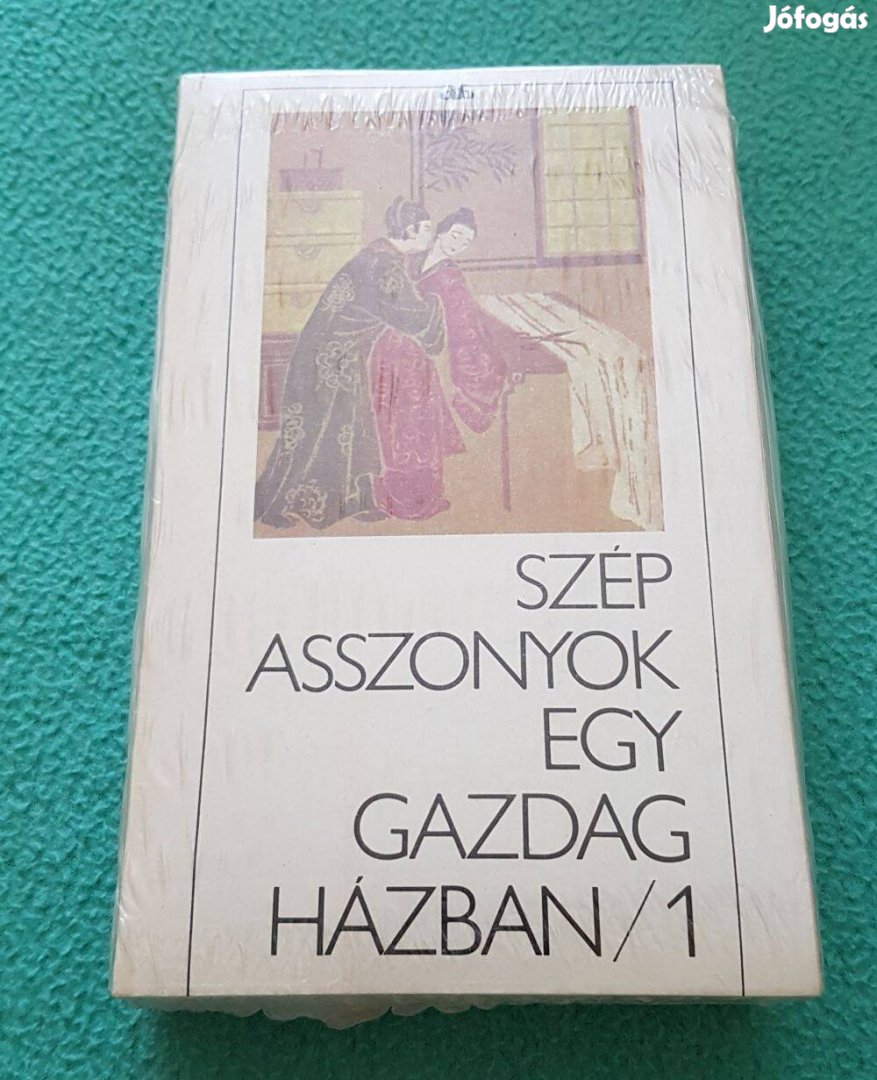 Jófogás
SZÉP
ASSZONYOK
EGY
GAZDAG
HÁZBAN/1